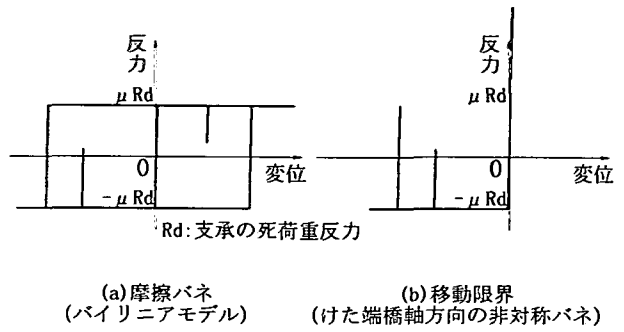 反
力
μRd
0
変位
-μRd
Rd:支承の死荷重反力
(a)摩擦バネ
(バイリニアモデル)
反
力
μRd
0
変位
-μRd
(b)移動限界
(けた端橋軸方向の非対称バネ)